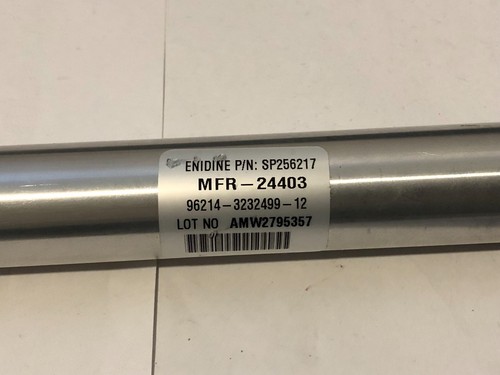 ENIDINE P/N: SP256217
MFR-24403
96214-3232499-12
LOT NO AMW2795357